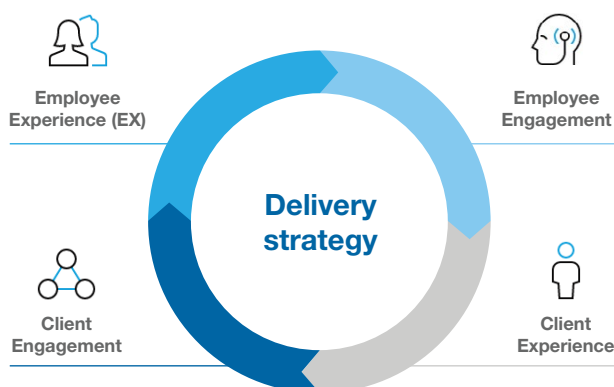 Employee
Experience (EX)
Employee
Engagement
Delivery
strategy
Client
Engagement
Client
Experience